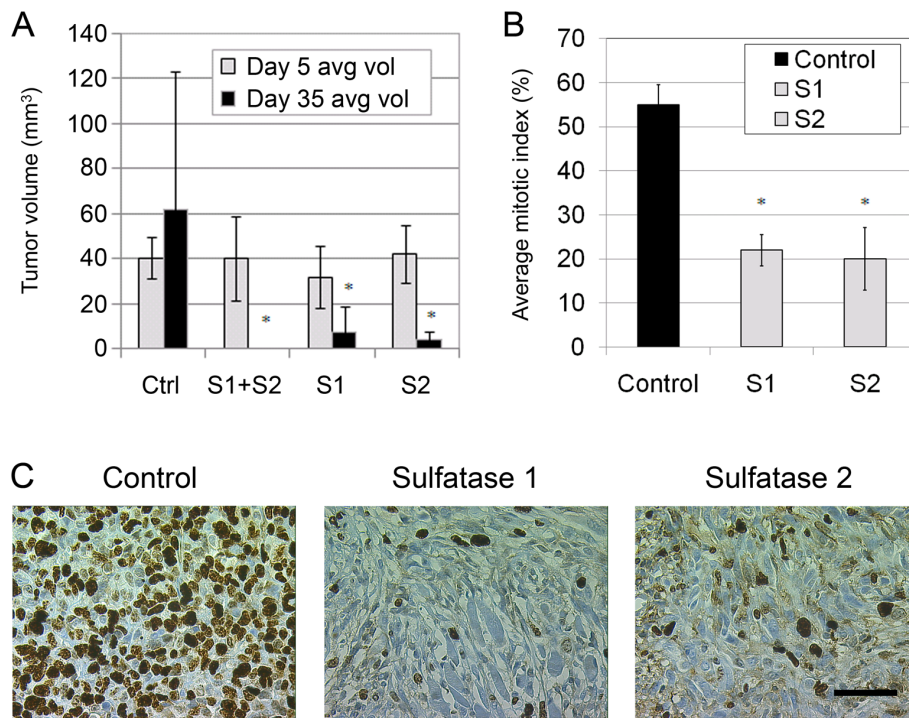 A
Tumor volume (mm³)
140
120
100
80
60
40
20
0
Day 5 avg vol
Day 35 avg vol
*
*
*
Ctrl
S1+S2
S1
S2
B
Average mitotic index (%)
70
60
50
40
30
20
10
0
Control
S1
S2
*
*
Control
S1
S2
C
Control
Sulfatase 1
Sulfatase 2